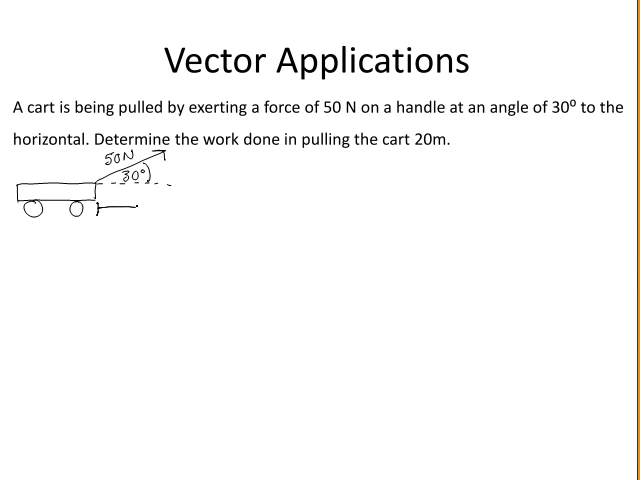 Vector Applications
A cart is being pulled by exerting a force of 50 N on a handle at an angle of 30⁰ to the
horizontal. Determine the work done in pulling the cart 20m.
50N
30°